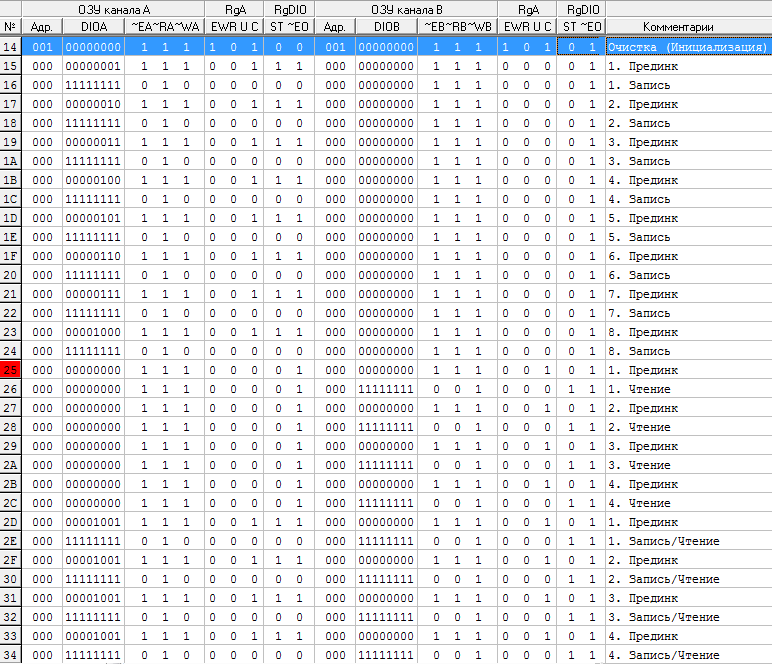 ОЗУ канала A RgA RgDIO ОЗУ канала B RgA RgDIO
№ Адр. DIOA ~EA~RA~WA EWR U C ST ~EO Адр. DIOB ~EB~RB~WB EWR U C ST ~EO Комментарии
14 001 00000000 1 1 1 1 0 1 0 0 001 00000000 1 1 1 1 0 1 0 1 Очистка (Инициализация)
15 000 00000001 1 1 1 0 0 1 1 1 000 00000000 1 1 1 0 0 0 0 1 1. Прединк
16 000 11111111 0 1 0 0 0 0 0 0 000 00000000 1 1 1 0 0 0 0 1 1. Запись
17 000 00000010 1 1 1 0 0 1 1 1 000 00000000 1 1 1 0 0 0 0 1 2. Прединк
18 000 11111111 0 1 0 0 0 0 0 0 000 00000000 1 1 1 0 0 0 0 1 2. Запись
19 000 00000011 1 1 1 0 0 1 1 1 000 00000000 1 1 1 0 0 0 0 1 3. Прединк
1A 000 11111111 0 1 0 0 0 0 0 0 000 00000000 1 1 1 0 0 0 0 1 3. Запись
1B 000 00000100 1 1 1 0 0 1 1 1 000 00000000 1 1 1 0 0 0 0 1 4. Прединк
1C 000 11111111 0 1 0 0 0 0 0 0 000 00000000 1 1 1 0 0 0 0 1 4. Запись
1D 000 00000101 1 1 1 0 0 1 1 1 000 00000000 1 1 1 0 0 0 0 1 5. Прединк
1E 000 11111111 0 1 0 0 0 0 0 0 000 00000000 1 1 1 0 0 0 0 1 5. Запись
1F 000 00000110 1 1 1 0 0 1 1 1 000 00000000 1 1 1 0 0 0 0 1 6. Прединк
20 000 11111111 0 1 0 0 0 0 0 0 000 00000000 1 1 1 0 0 0 0 1 6. Запись
21 000 00000111 1 1 1 0 0 1 1 1 000 00000000 1 1 1 0 0 0 0 1 7. Прединк
22 000 11111111 0 1 0 0 0 0 0 0 000 00000000 1 1 1 0 0 0 0 1 7. Запись
23 000 00001000 1 1 1 0 0 1 1 1 000 00000000 1 1 1 0 0 0 0 1 8. Прединк
24 000 11111111 0 1 0 0 0 0 0 0 000 00000000 1 1 1 0 0 0 0 1 8. Запись
25 000 00000000 1 1 1 0 0 0 0 1 000 00000000 1 1 1 0 0 1 0 1 1. Прединк
26 000 00000000 1 1 1 0 0 0 0 1 000 11111111 0 0 1 0 0 0 1 1 1. Чтение
27 000 00000000 1 1 1 0 0 0 0 1 000 00000000 1 1 1 0 0 1 0 1 2. Прединк
28 000 00000000 1 1 1 0 0 0 0 1 000 11111111 0 0 1 0 0 0 1 1 2. Чтение
29 000 00000000 1 1 1 0 0 0 0 1 000 00000000 1 1 1 0 0 1 0 1 3. Прединк
2A 000 00000000 1 1 1 0 0 0 0 1 000 11111111 0 0 1 0 0 0 1 1 3. Чтение
2B 000 00000000 1 1 1 0 0 0 0 1 000 00000000 1 1 1 0 0 1 0 1 4. Прединк
2C 000 00000000 1 1 1 0 0 0 0 1 000 11111111 0 0 1 0 0 0 1 1 4. Чтение
2D 000 00001001 1 1 1 0 0 1 1 1 000 00000000 1 1 1 0 0 1 0 1 1. Прединк
2E 000 11111111 0 1 0 0 0 0 0 0 000 11111111 0 0 1 0 0 0 1 1 1. Запись/Чтение
2F 000 00001001 1 1 1 0 0 1 1 1 000 00000000 1 1 1 0 0 1 0 1 2. Прединк
30 000 11111111 0 1 0 0 0 0 0 0 000 11111111 0 0 1 0 0 0 1 1 2. Запись/Чтение
31 000 00001001 1 1 1 0 0 1 1 1 000 00000000 1 1 1 0 0 1 0 1 3. Прединк
32 000 11111111 0 1 0 0 0 0 0 0 000 11111111 0 0 1 0 0 0 1 1 3. Запись/Чтение
33 000 00001001 1 1 1 0 0 1 1 1 000 00000000 1 1 1 0 0 1 0 1 4. Прединк
34 000 11111111 0 1 0 0 0 0 0 0 000 11111111 0 0 1 0 0 0 1 1 4. Запись/Чтение